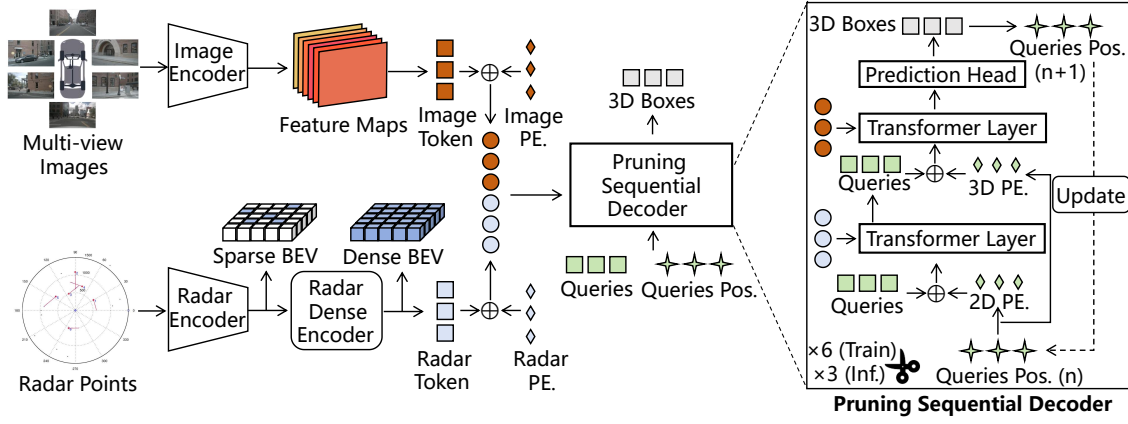 Multi-view
Images
Image
Encoder
Feature Maps
Image
Token
Image
PE.
3D Boxes
Pruning
Sequential
Decoder
Queries
Queries Pos.
Radar Points
Radar
Encoder
Sparse BEV
Radar
Dense
Encoder
Dense BEV
Radar
Token
Radar
PE.
3D Boxes
Queries Pos.
(n+1)
Prediction Head
Transformer Layer
Queries
3D PE.
Update
Transformer Layer
Queries
2D PE.
×6 (Train)
×3 (Inf.)
Queries Pos. (n)
Pruning Sequential Decoder